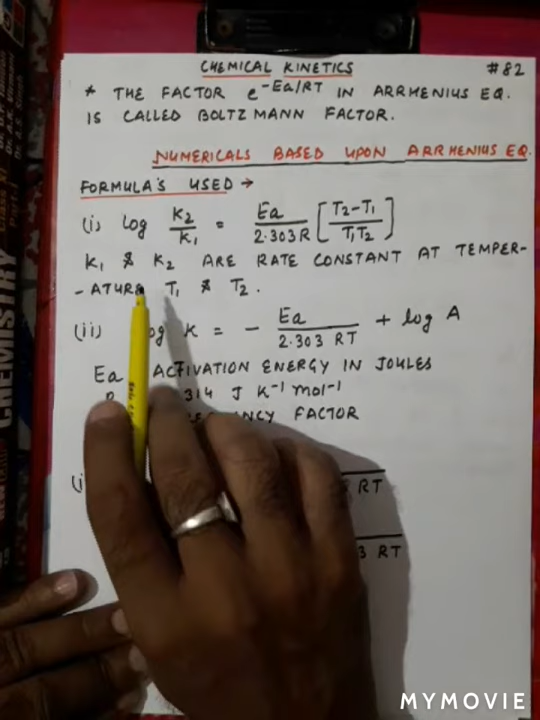 CHEMICAL KINETICS #82
* THE FACTOR e^-Ea/RT IN ARRHENIUS EQ.
IS CALLED BOLTZMANN FACTOR.
NUMERICALS BASED UPON ARRHENIUS EQ.
FORMULA'S USED →
(i) log K2/K1 = Ea/2.303R [T2-T1/T1T2]
K1 & K2 ARE RATE CONSTANT AT TEMPER-
-ATURE T1 & T2.
(ii) log K = - Ea/2.303 RT + log A
Ea ACTIVATION ENERGY IN JOULES
314 J K^-1 mol^-1
FACTOR
RT
3 RT
MYMOVIE